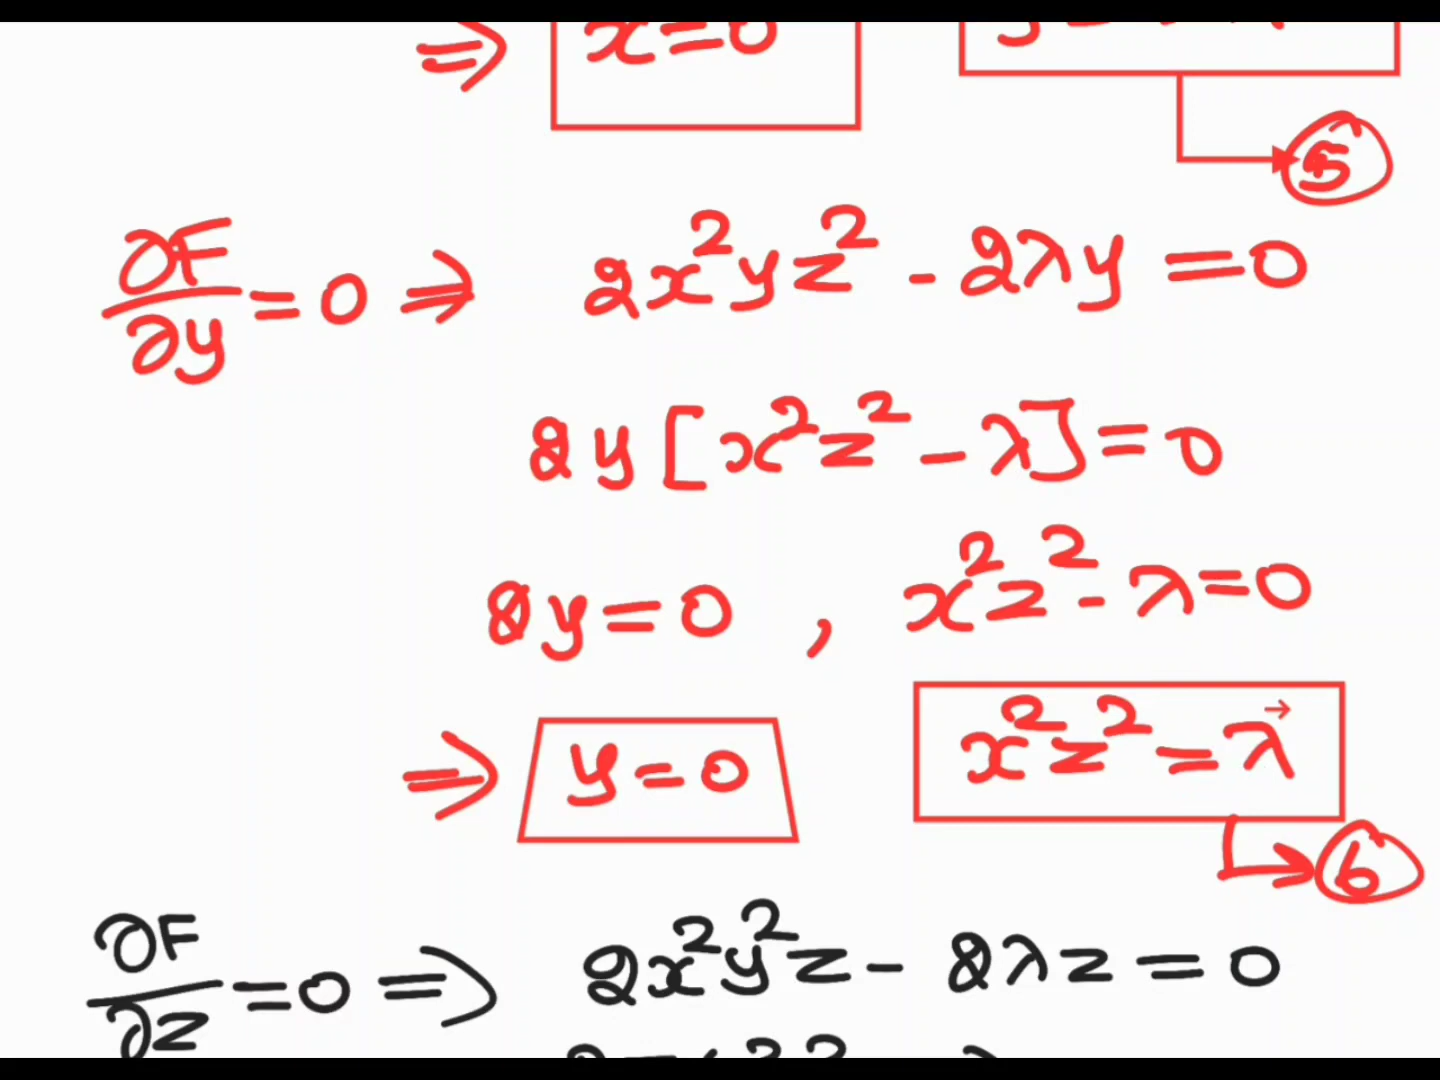 ⇒ x=0
5
∂F/∂y = 0 ⇒ 2x²yz² - 2λy = 0
2y[x²z² - λ] = 0
2y = 0 , x²z² - λ = 0
⇒ y = 0 x²z² = λ →
6
∂F/∂z = 0 ⇒ 2x²y²z - 2λz = 0